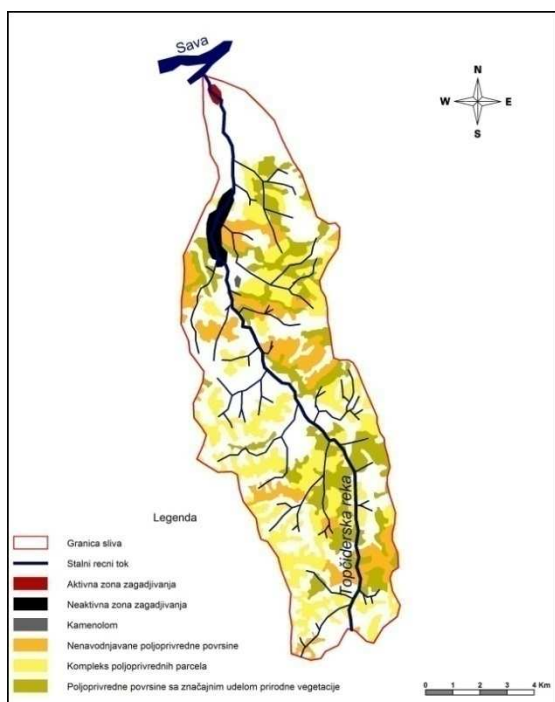 Sava
N
W E
S
Topčiderska reka
Legenda
Granica sliva
Stalni recni tok
Aktivna zona zagadjivanja
Neaktivna zona zagadjivanja
Kamenolom
Nenavodnjavane poljoprivredne povrsine
Kompleks poljoprivrednih parcela
Poljoprivredne površine sa značajnim udelom prirodne vegetacije
0 1 2 3 4 Km